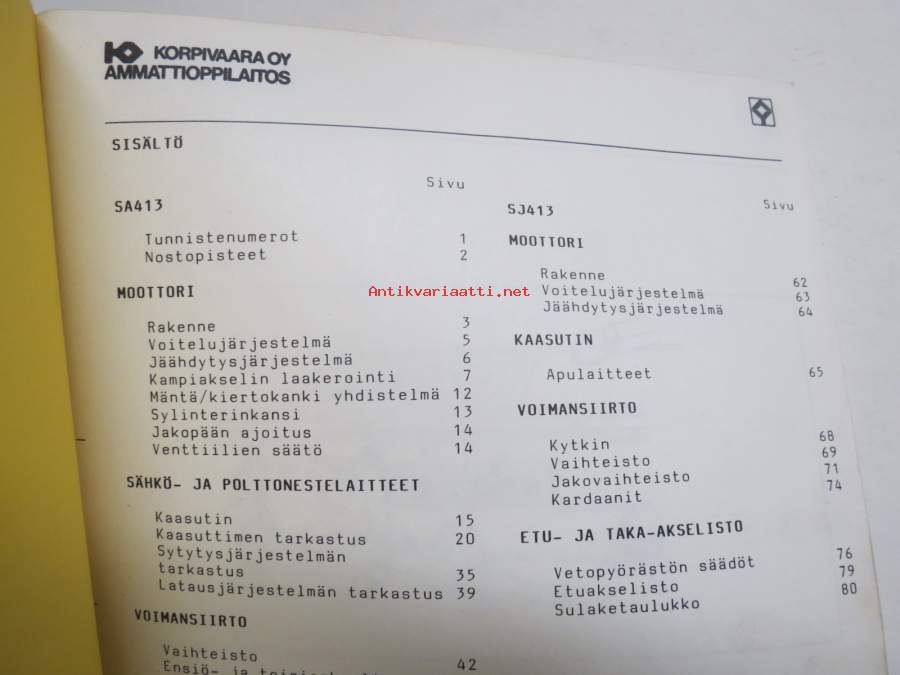 KORPIVAARA OY
AMMATTIOPPILAITOS
SISÄLTÖ
Sivu
SA413
Tunnistenumerot 1
Nostopisteet 2
MOOTTORI
Rakenne 3
Voitelujärjestelmä 5
Jäähdytysjärjestelmä 6
Kampiakselin laakerointi 7
Mäntä/kiertokanki yhdistelmä 12
Sylinterinkansi 13
Jakopään ajoitus 14
Venttiilien säätö 14
SÄHKÖ- JA POLTTONESTELAITTEET
Kaasutin 15
Kaasuttimen tarkastus 20
Sytytysjärjestelmän
tarkastus 35
Latausjärjestelmän tarkastus 39
VOIMANSIIRTO
Vaihteisto 42
Ensiö- ja
Sivu
SJ413
MOOTTORI
Rakenne 62
Voitelujärjestelmä 63
Jäähdytysjärjestelmä 64
KAASUTIN
Apulaitteet 65
VOIMANSIIRTO
Kytkin 68
Vaihteisto 69
Jakovaihteisto 71
Kardaanit 74
ETU- JA TAKA-AKSELISTO
Vetopyörästön säädöt 76
Etuakselisto 79
Sulaketaulukko 80
Antikvariaatti.net